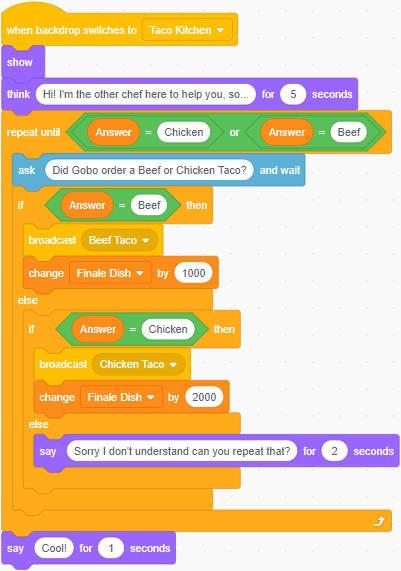 when backdrop switches to Taco Kitchen
show
think Hi! I'm the other chef here to help you, so... for 5 seconds
repeat until Answer = Chicken or Answer = Beef
ask Did Gobo order a Beef or Chicken Taco? and wait
if Answer = Beef then
broadcast Beef Taco
change Finale Dish by 1000
else
if Answer = Chicken then
broadcast Chicken Taco
change Finale Dish by 2000
else
say Sorry I don't understand can you repeat that? for 2 seconds
say Cool! for 1 seconds